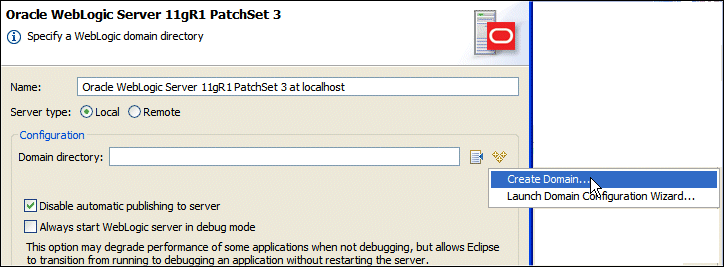 Oracle WebLogic Server 11gR1 PatchSet 3
Specify a WebLogic domain directory
Name: Oracle WebLogic Server 11gR1 PatchSet 3 at localhost
Server type: Local Remote
Configuration
Domain directory:
Create Domain...
Launch Domain Configuration Wizard...
Disable automatic publishing to server
Always start WebLogic server in debug mode
This option may degrade performance of some applications when not debugging, but allows Eclipse
to transition from running to debugging an application without restarting the server.